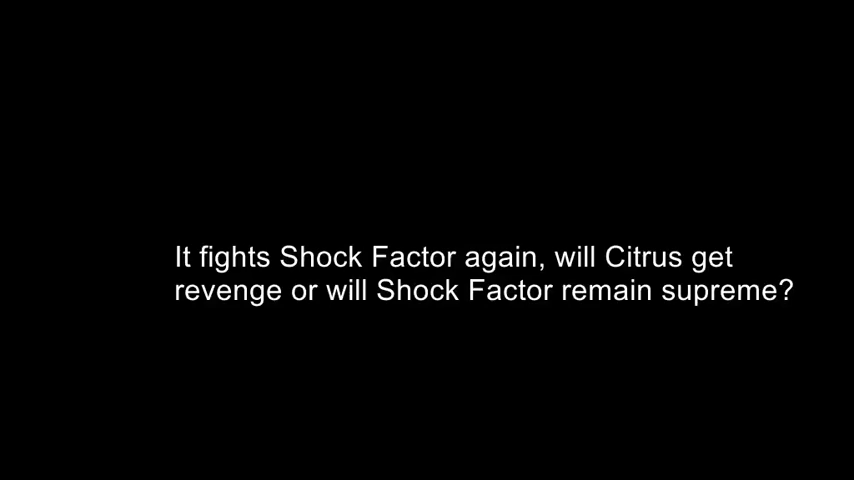 It fights Shock Factor again, will Citrus get
revenge or will Shock Factor remain supreme?